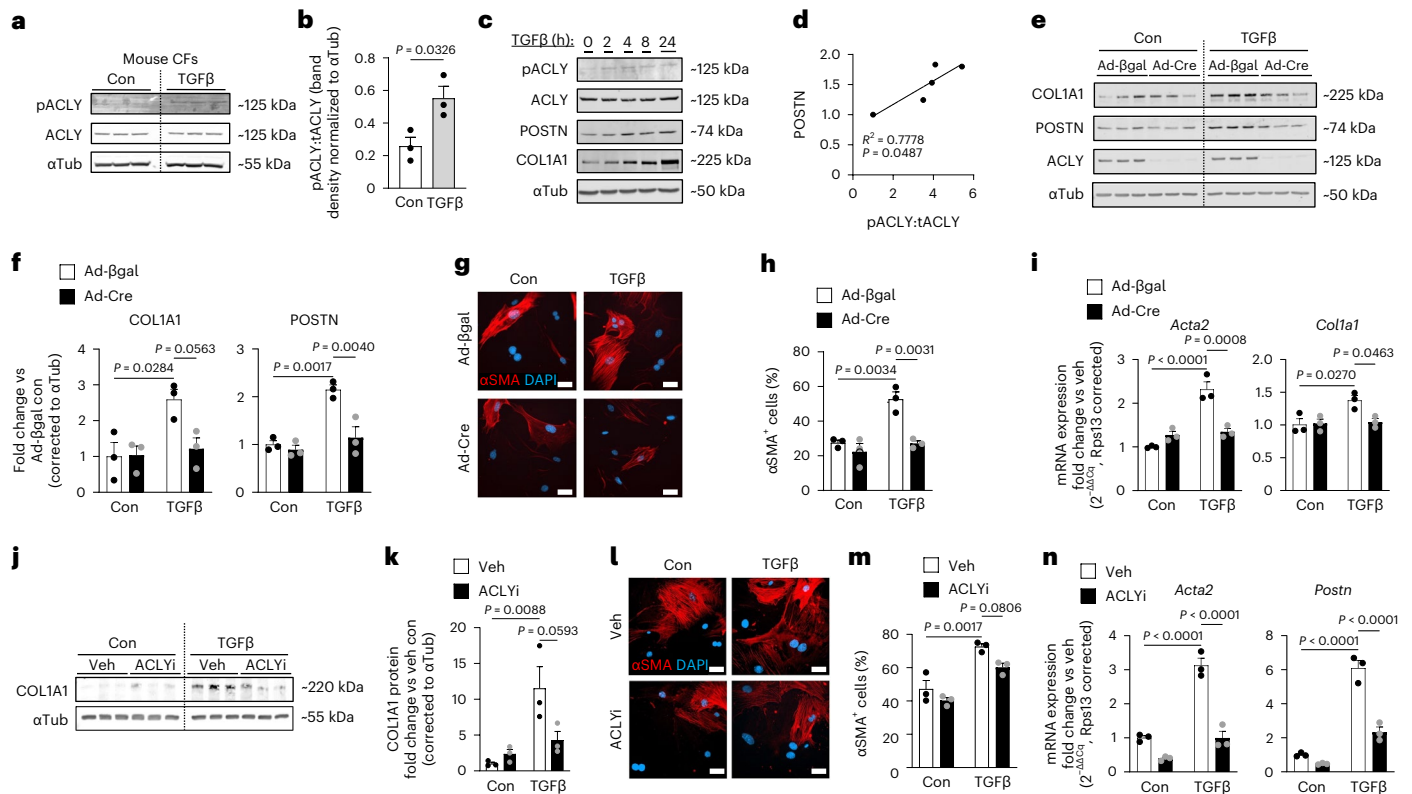 a
Mouse CFs
Con TGFβ
pACLY ~125 kDa
ACLY ~125 kDa
αTub ~55 kDa
b
P = 0.0326
pACLY:tACLY (band
density normalized to αTub)
0.8
0.6
0.4
0.2
0
Con TGFβ
c
TGFβ (h): 0 2 4 8 24
pACLY ~125 kDa
ACLY ~125 kDa
POSTN ~74 kDa
COL1A1 ~225 kDa
αTub ~50 kDa
d
POSTN
2.0
1.5
1.0
0.5
0
R² = 0.7778
P = 0.0487
0 2 4 6
pACLY:tACLY
e
Con TGFβ
Ad-βgal Ad-Cre Ad-βgal Ad-Cre
COL1A1 ~225 kDa
POSTN ~74 kDa
ACLY ~125 kDa
αTub ~50 kDa
f
Ad-βgal
Ad-Cre
Fold change vs
Ad-βgal con
(corrected to αTub)
COL1A1
P = 0.0563
P = 0.0284
4
3
2
1
0
Con TGFβ
POSTN
P = 0.0040
P = 0.0017
3
2
1
0
Con TGFβ
g
Con TGFβ
Ad-βgal
αSMA DAPI
Ad-Cre
h
Ad-βgal
Ad-Cre
αSMA⁺ cells (%)
P = 0.0031
P = 0.0034
80
60
40
20
0
Con TGFβ
i
Ad-βgal
Ad-Cre
mRNA expression
fold change vs veh
(2^−ΔΔCq, Rps13 corrected)
Acta2
P = 0.0008
P < 0.0001
3
2
1
0
Con TGFβ
Col1a1
P = 0.0463
P = 0.0270
2.0
1.5
1.0
0.5
0
Con TGFβ
j
Con TGFβ
Veh ACLYi Veh ACLYi
COL1A1 ~220 kDa
αTub ~55 kDa
k
Veh
ACLYi
COL1A1 protein
fold change vs veh con
(corrected to αTub)
P = 0.0088
P = 0.0593
20
15
10
5
0
Con TGFβ
l
Con TGFβ
Veh
αSMA DAPI
ACLYi
m
Veh
ACLYi
αSMA⁺ cells (%)
P = 0.0806
P = 0.0017
80
60
40
20
0
Con TGFβ
n
Veh
ACLYi
mRNA expression
fold change vs veh
(2^−ΔΔCq, Rps13 corrected)
Acta2
P < 0.0001
P < 0.0001
4
3
2
1
0
Con TGFβ
Postn
P < 0.0001
P < 0.0001
8
6
4
2
0
Con TGFβ